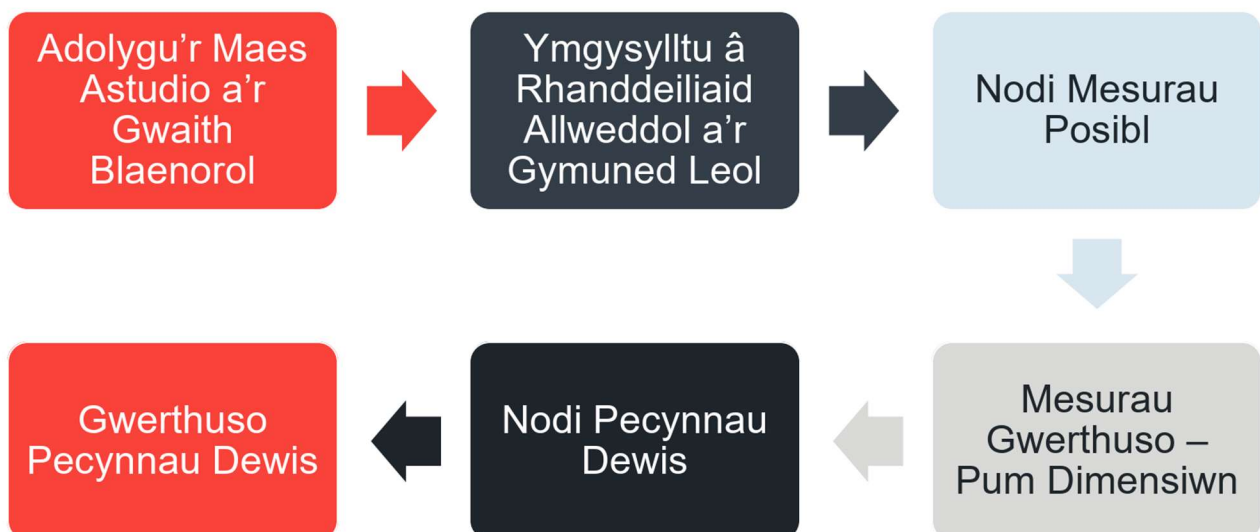 Adolygu’r Maes
Astudio a’r
Gwaith
Blaenorol
Ymgysylltu â
Rhanddeiliaid
Allweddol a’r
Gymuned Leol
Nodi Mesurau
Posibl
Mesurau
Gwerthuso –
Pum Dimensiwn
Nodi Pecynnau
Dewis
Gwerthuso
Pecynnau Dewis